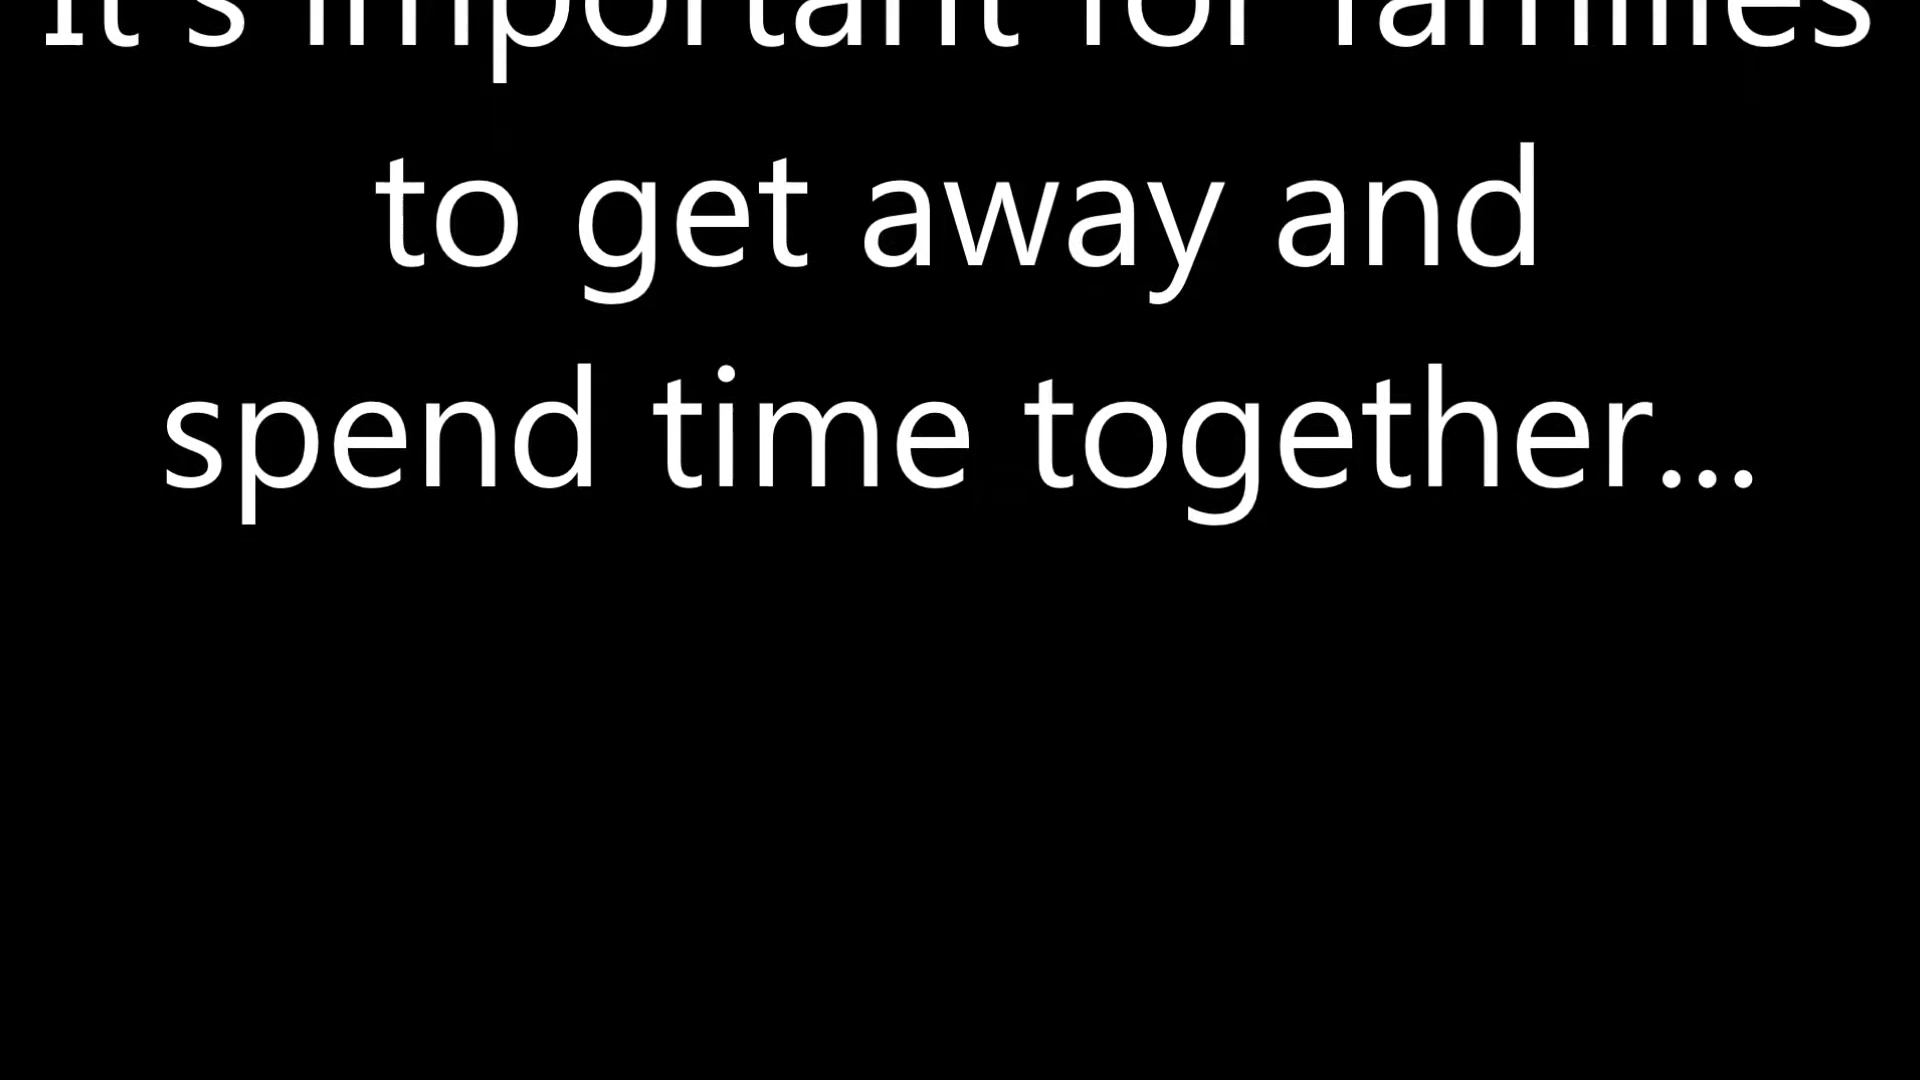 It's important for families
to get away and
spend time together...